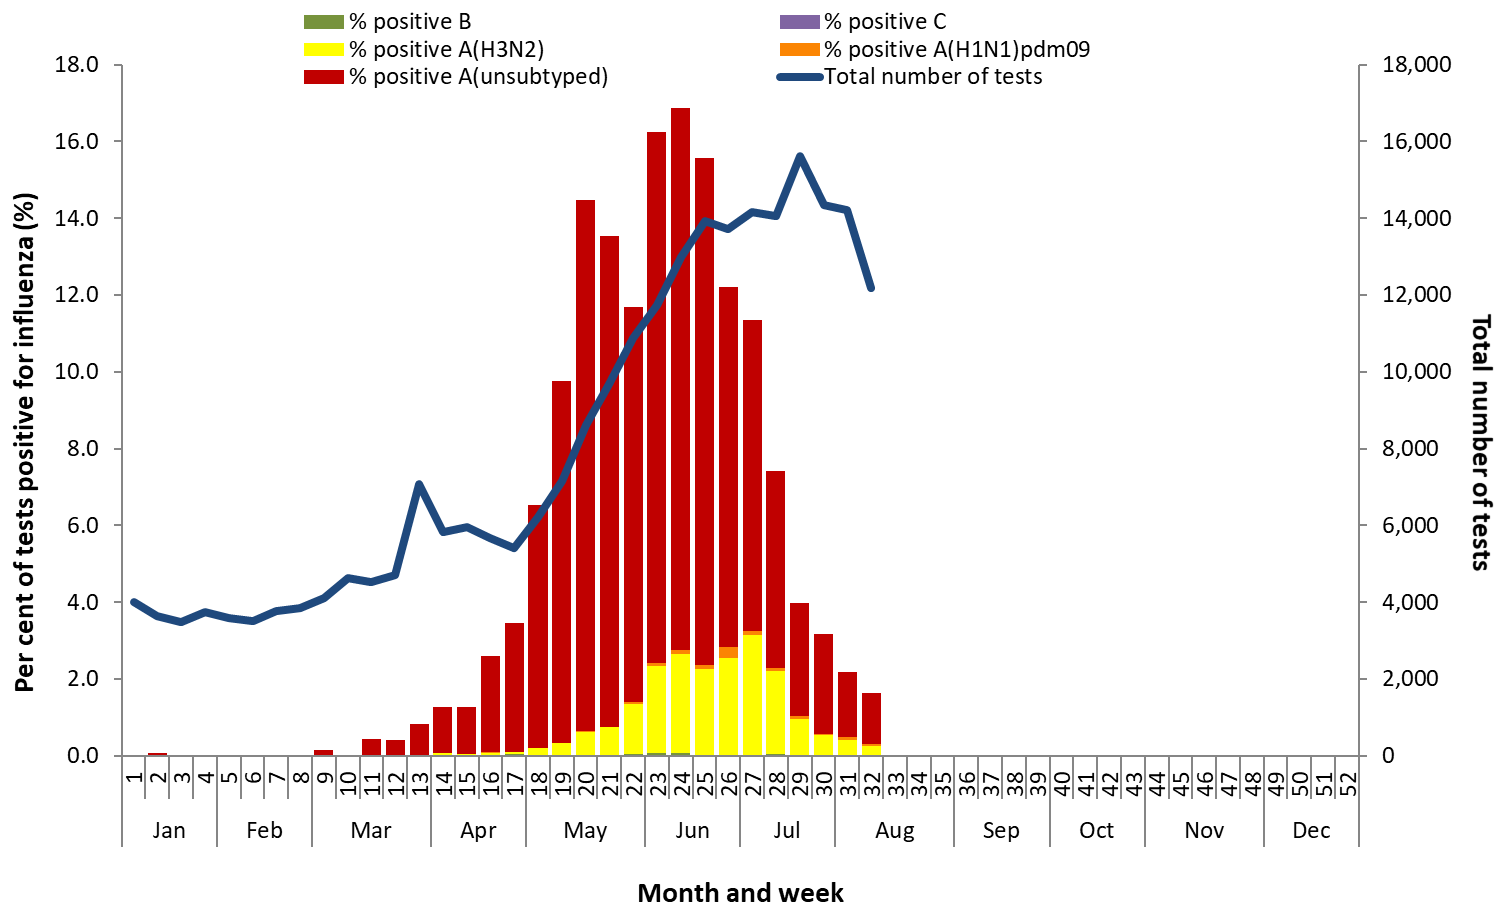 % positive B
% positive C
% positive A(H3N2)
% positive A(H1N1)pdm09
% positive A(unsubtyped)
Total number of tests
18.0
16.0
14.0
12.0
10.0
8.0
6.0
4.0
2.0
0.0
Per cent of tests positive for influenza (%)
18,000
16,000
14,000
12,000
10,000
8,000
6,000
4,000
2,000
0
Total number of tests
1 2 3 4 5 6 7 8 9 10 11 12 13 14 15 16 17 18 19 20 21 22 23 24 25 26 27 28 29 30 31 32 33 34 35 36 37 38 39 40 41 42 43 44 45 46 47 48 49 50 51 52
Jan Feb Mar Apr May Jun Jul Aug Sep Oct Nov Dec
Month and week